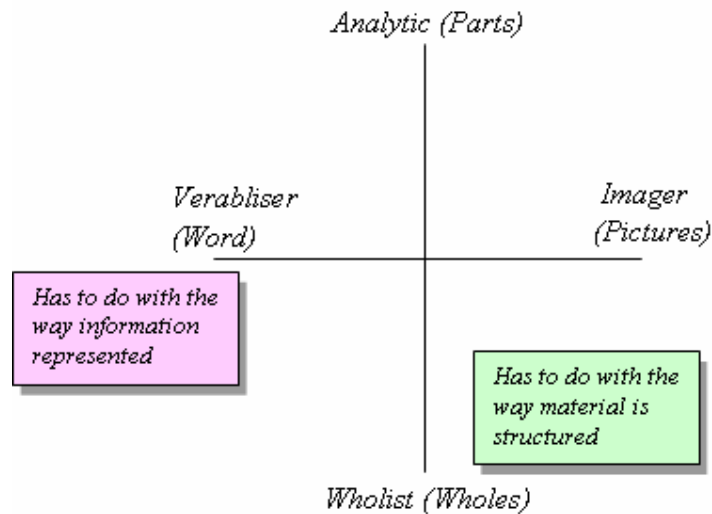 Analytic (Parts)
Verabliser
(Word)
Imager
(Pictures)
Has to do with the
way information
represented
Has to do with the
way material is
structured
Wholist (Wholes)